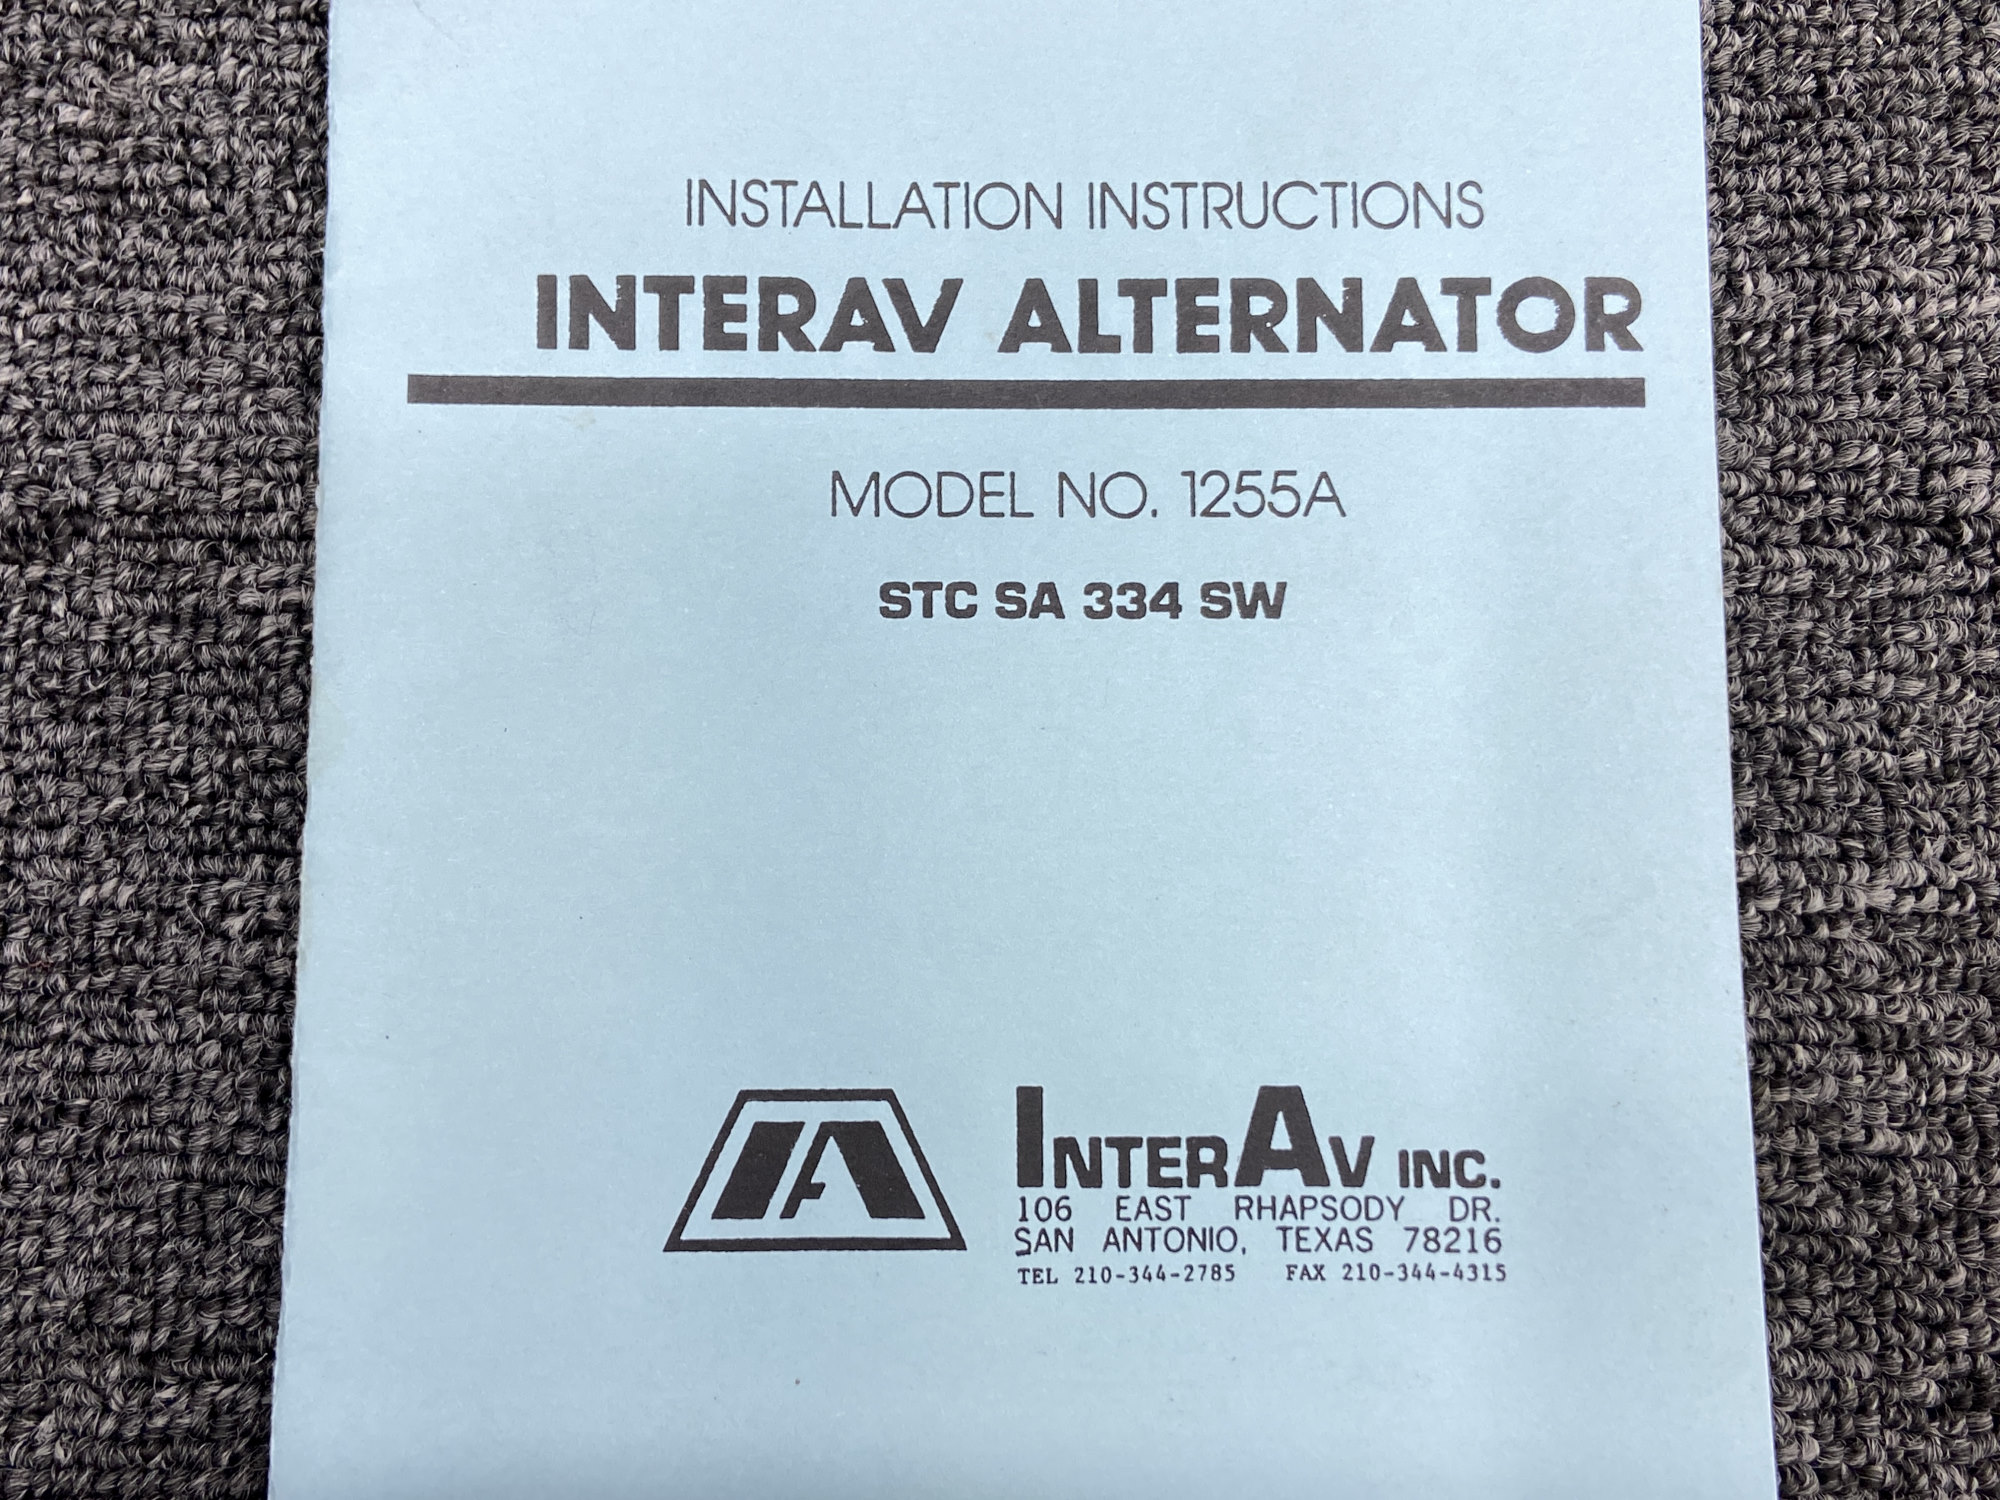 INSTALLATION INSTRUCTIONS
INTERAV ALTERNATOR
MODEL NO. 1255A
STC SA 334 SW
IA
INTERAV INC.
106 EAST RHAPSODY DR.
SAN ANTONIO, TEXAS 78216
TEL 210-344-2785 FAX 210-344-4315